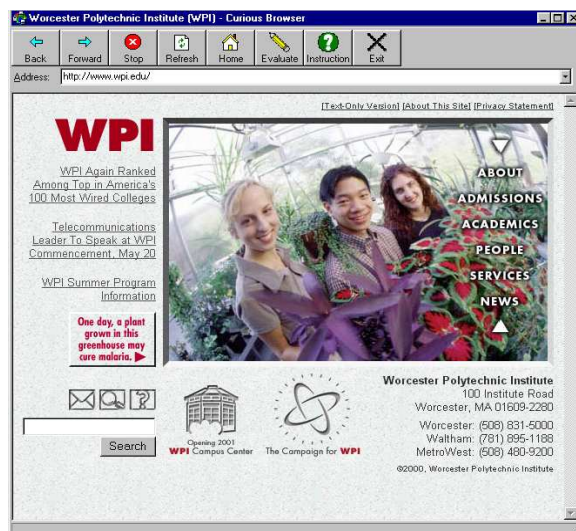 Worcester Polytechnic Institute (WPI) - Curious Browser
Back Forward Stop Refresh Home Evaluate Instruction Exit
Address: http://www.wpi.edu/
[Text-Only Version] [About This Site] [Privacy Statement]
WPI
WPI Again Ranked
Among Top in America's
100 Most Wired Colleges
Telecommunications
Leader To Speak at WPI
Commencement, May 20
WPI Summer Program
Information
One day, a plant
grown in this
greenhouse may
cure malaria.
Search
ABOUT
ADMISSIONS
ACADEMICS
PEOPLE
SERVICES
NEWS
Opening 2001
WPI Campus Center
The Campaign for WPI
Worcester Polytechnic Institute
100 Institute Road
Worcester, MA 01609-2280
Worcester: (508) 831-5000
Waltham: (781) 895-1188
MetroWest: (508) 480-9200
©2000, Worcester Polytechnic Institute